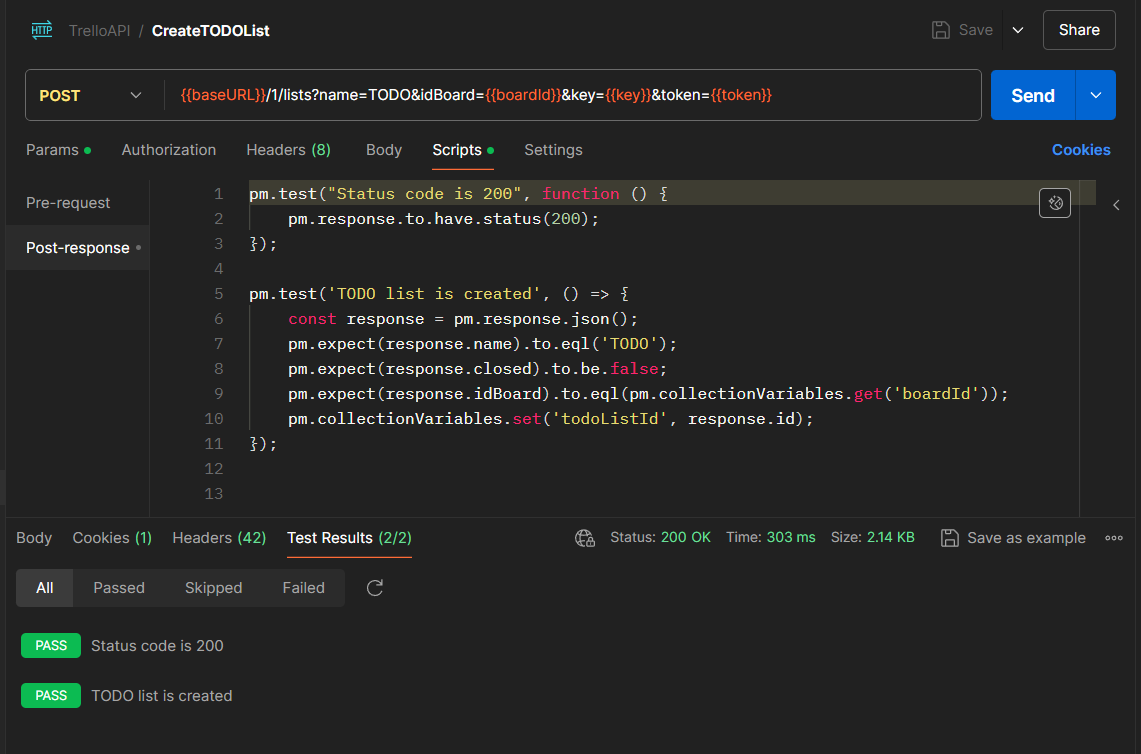 HTTP TrelloAPI / CreateTODOList Save Share
POST {{baseURL}}/1/lists?name=TODO&idBoard={{boardId}}&key={{key}}&token={{token}} Send
Params Authorization Headers (8) Body Scripts Settings Cookies
Pre-request
Post-response
1 pm.test("Status code is 200", function () {
2     pm.response.to.have.status(200);
3 });
4
5 pm.test('TODO list is created', () => {
6     const response = pm.response.json();
7     pm.expect(response.name).to.eql('TODO');
8     pm.expect(response.closed).to.be.false;
9     pm.expect(response.idBoard).to.eql(pm.collectionVariables.get('boardId'));
10     pm.collectionVariables.set('todoListId', response.id);
11 });
12
13
Body Cookies (1) Headers (42) Test Results (2/2) Status: 200 OK Time: 303 ms Size: 2.14 KB Save as example
All Passed Skipped Failed
PASS Status code is 200
PASS TODO list is created